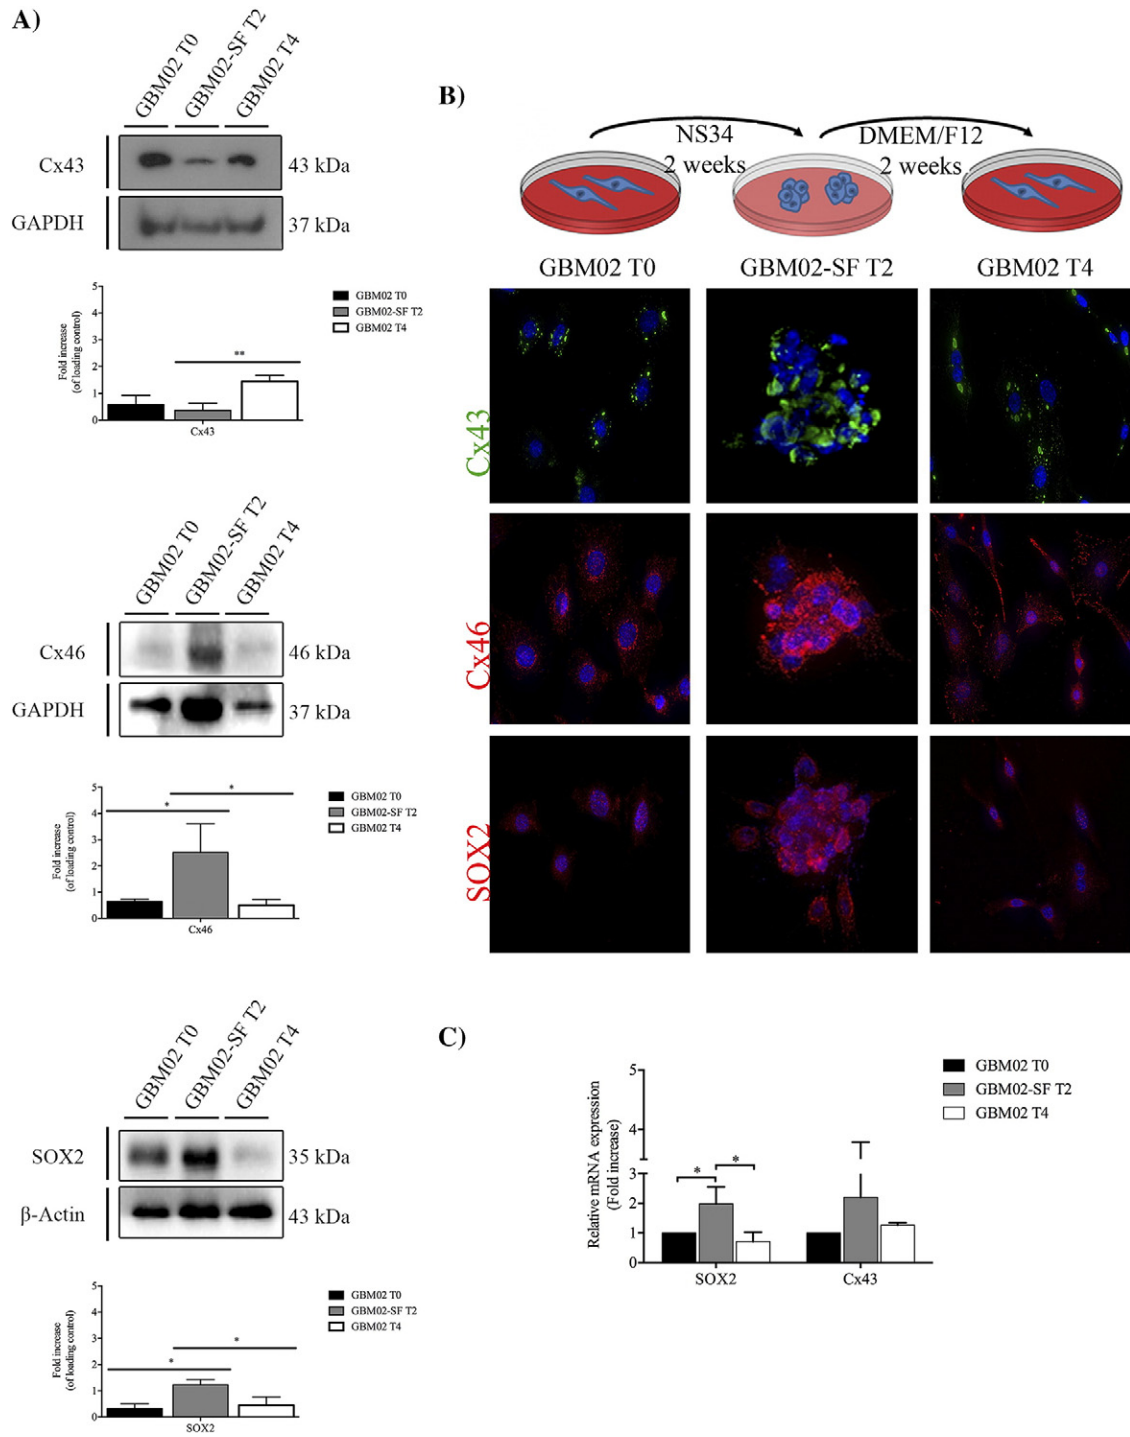 A)
GBM02 T0
GBM02-SF T2
GBM02 T4
Cx43
43 kDa
GAPDH
37 kDa
5
4
3
2
1
0
Fold increase
(of loading control)
**
Cx43
GBM02 T0
GBM02-SF T2
GBM02 T4
GBM02 T0
GBM02-SF T2
GBM02 T4
Cx46
46 kDa
GAPDH
37 kDa
5
4
3
2
1
0
Fold increase
(of loading control)
*
*
Cx46
GBM02 T0
GBM02-SF T2
GBM02 T4
GBM02 T0
GBM02-SF T2
GBM02 T4
SOX2
35 kDa
β-Actin
43 kDa
5
4
3
2
1
0
Fold increase
(of loading control)
*
*
SOX2
GBM02 T0
GBM02-SF T2
GBM02 T4
B)
NS34
2 weeks
DMEM/F12
2 weeks
GBM02 T0
GBM02-SF T2
GBM02 T4
Cx43
Cx46
SOX2
C)
5
4
3
2
1
0
Relative mRNA expression
(Fold increase)
*
*
SOX2
Cx43
GBM02 T0
GBM02-SF T2
GBM02 T4